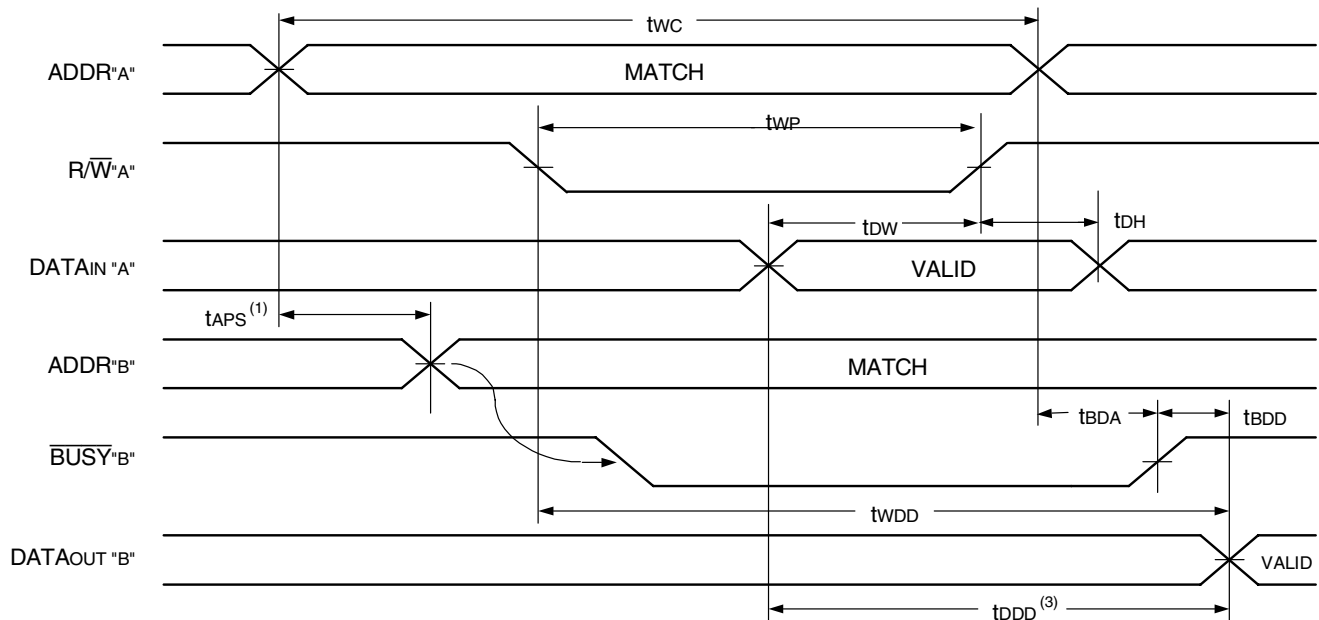 tWC
ADDR"A" MATCH
tWP
R/W"A"
tDW tDH
DATAIN "A" VALID
tAPS (1)
ADDR"B" MATCH
tBDA tBDD
BUSY"B"
tWDD
DATAOUT "B" VALID
tDDD (3)